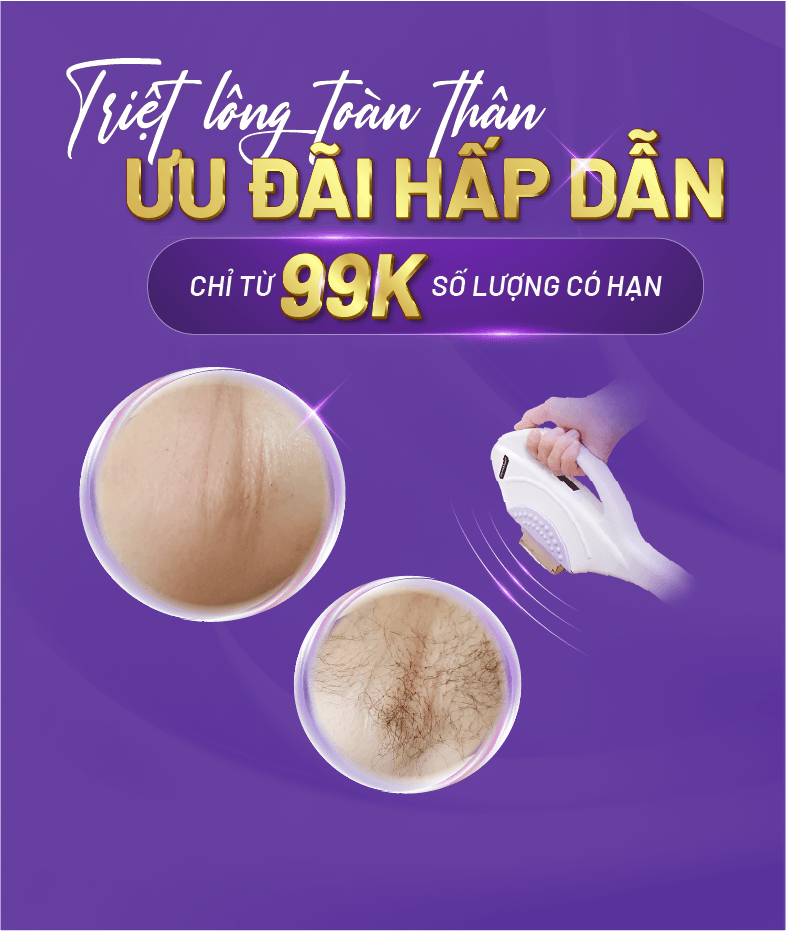 Triệt lông toàn thân
ƯU ĐÃI HẤP DẪN
CHỈ TỪ 99K SỐ LƯỢNG CÓ HẠN